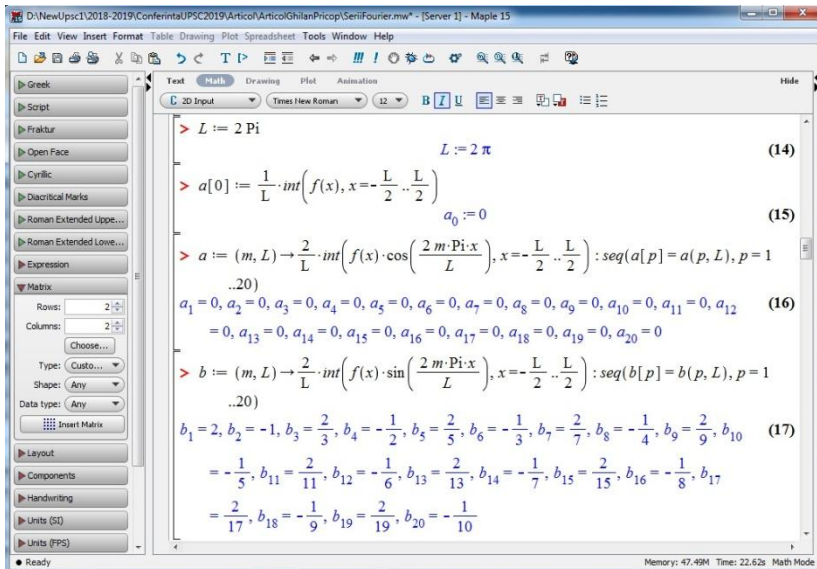 D:\NewUpsc1\2018-2019\ConferintaUPSC2019\Articol\ArticolGhilanPricop\SeriiFourier.mw* - [Server 1] - Maple 15
File Edit View Insert Format Table Drawing Plot Spreadsheet Tools Window Help
Text Math Drawing Plot Animation Hide
C 2D Input Times New Roman 12 B I U
Greek
Script
Fraktur
Open Face
Cyrillic
Diacritical Marks
Roman Extended Uppe...
Roman Extended Lowe...
Expression
Matrix
Rows: 2
Columns: 2
Choose...
Type: Custo...
Shape: Any
Data type: Any
Insert Matrix
Layout
Components
Handwriting
Units (SI)
Units (FPS)
> L := 2 Pi
L := 2 π (14)
> a[0] := 1/L · int(f(x), x = -L/2 .. L/2)
a₀ := 0 (15)
> a := (m, L) → 2/L · int(f(x) · cos(2 m·Pi·x/L), x = -L/2 .. L/2) : seq(a[p] = a(p, L), p = 1
..20)
a₁ = 0, a₂ = 0, a₃ = 0, a₄ = 0, a₅ = 0, a₆ = 0, a₇ = 0, a₈ = 0, a₉ = 0, a₁₀ = 0, a₁₁ = 0, a₁₂ (16)
= 0, a₁₃ = 0, a₁₄ = 0, a₁₅ = 0, a₁₆ = 0, a₁₇ = 0, a₁₈ = 0, a₁₉ = 0, a₂₀ = 0
> b := (m, L) → 2/L · int(f(x) · sin(2 m·Pi·x/L), x = -L/2 .. L/2) : seq(b[p] = b(p, L), p = 1
..20)
b₁ = 2, b₂ = -1, b₃ = 2/3, b₄ = -1/2, b₅ = 2/5, b₆ = -1/3, b₇ = 2/7, b₈ = -1/4, b₉ = 2/9, b₁₀ (17)
= -1/5, b₁₁ = 2/11, b₁₂ = -1/6, b₁₃ = 2/13, b₁₄ = -1/7, b₁₅ = 2/15, b₁₆ = -1/8, b₁₇
= 2/17, b₁₈ = -1/9, b₁₉ = 2/19, b₂₀ = -1/10
Ready Memory: 47.49M Time: 22.62s Math Mode